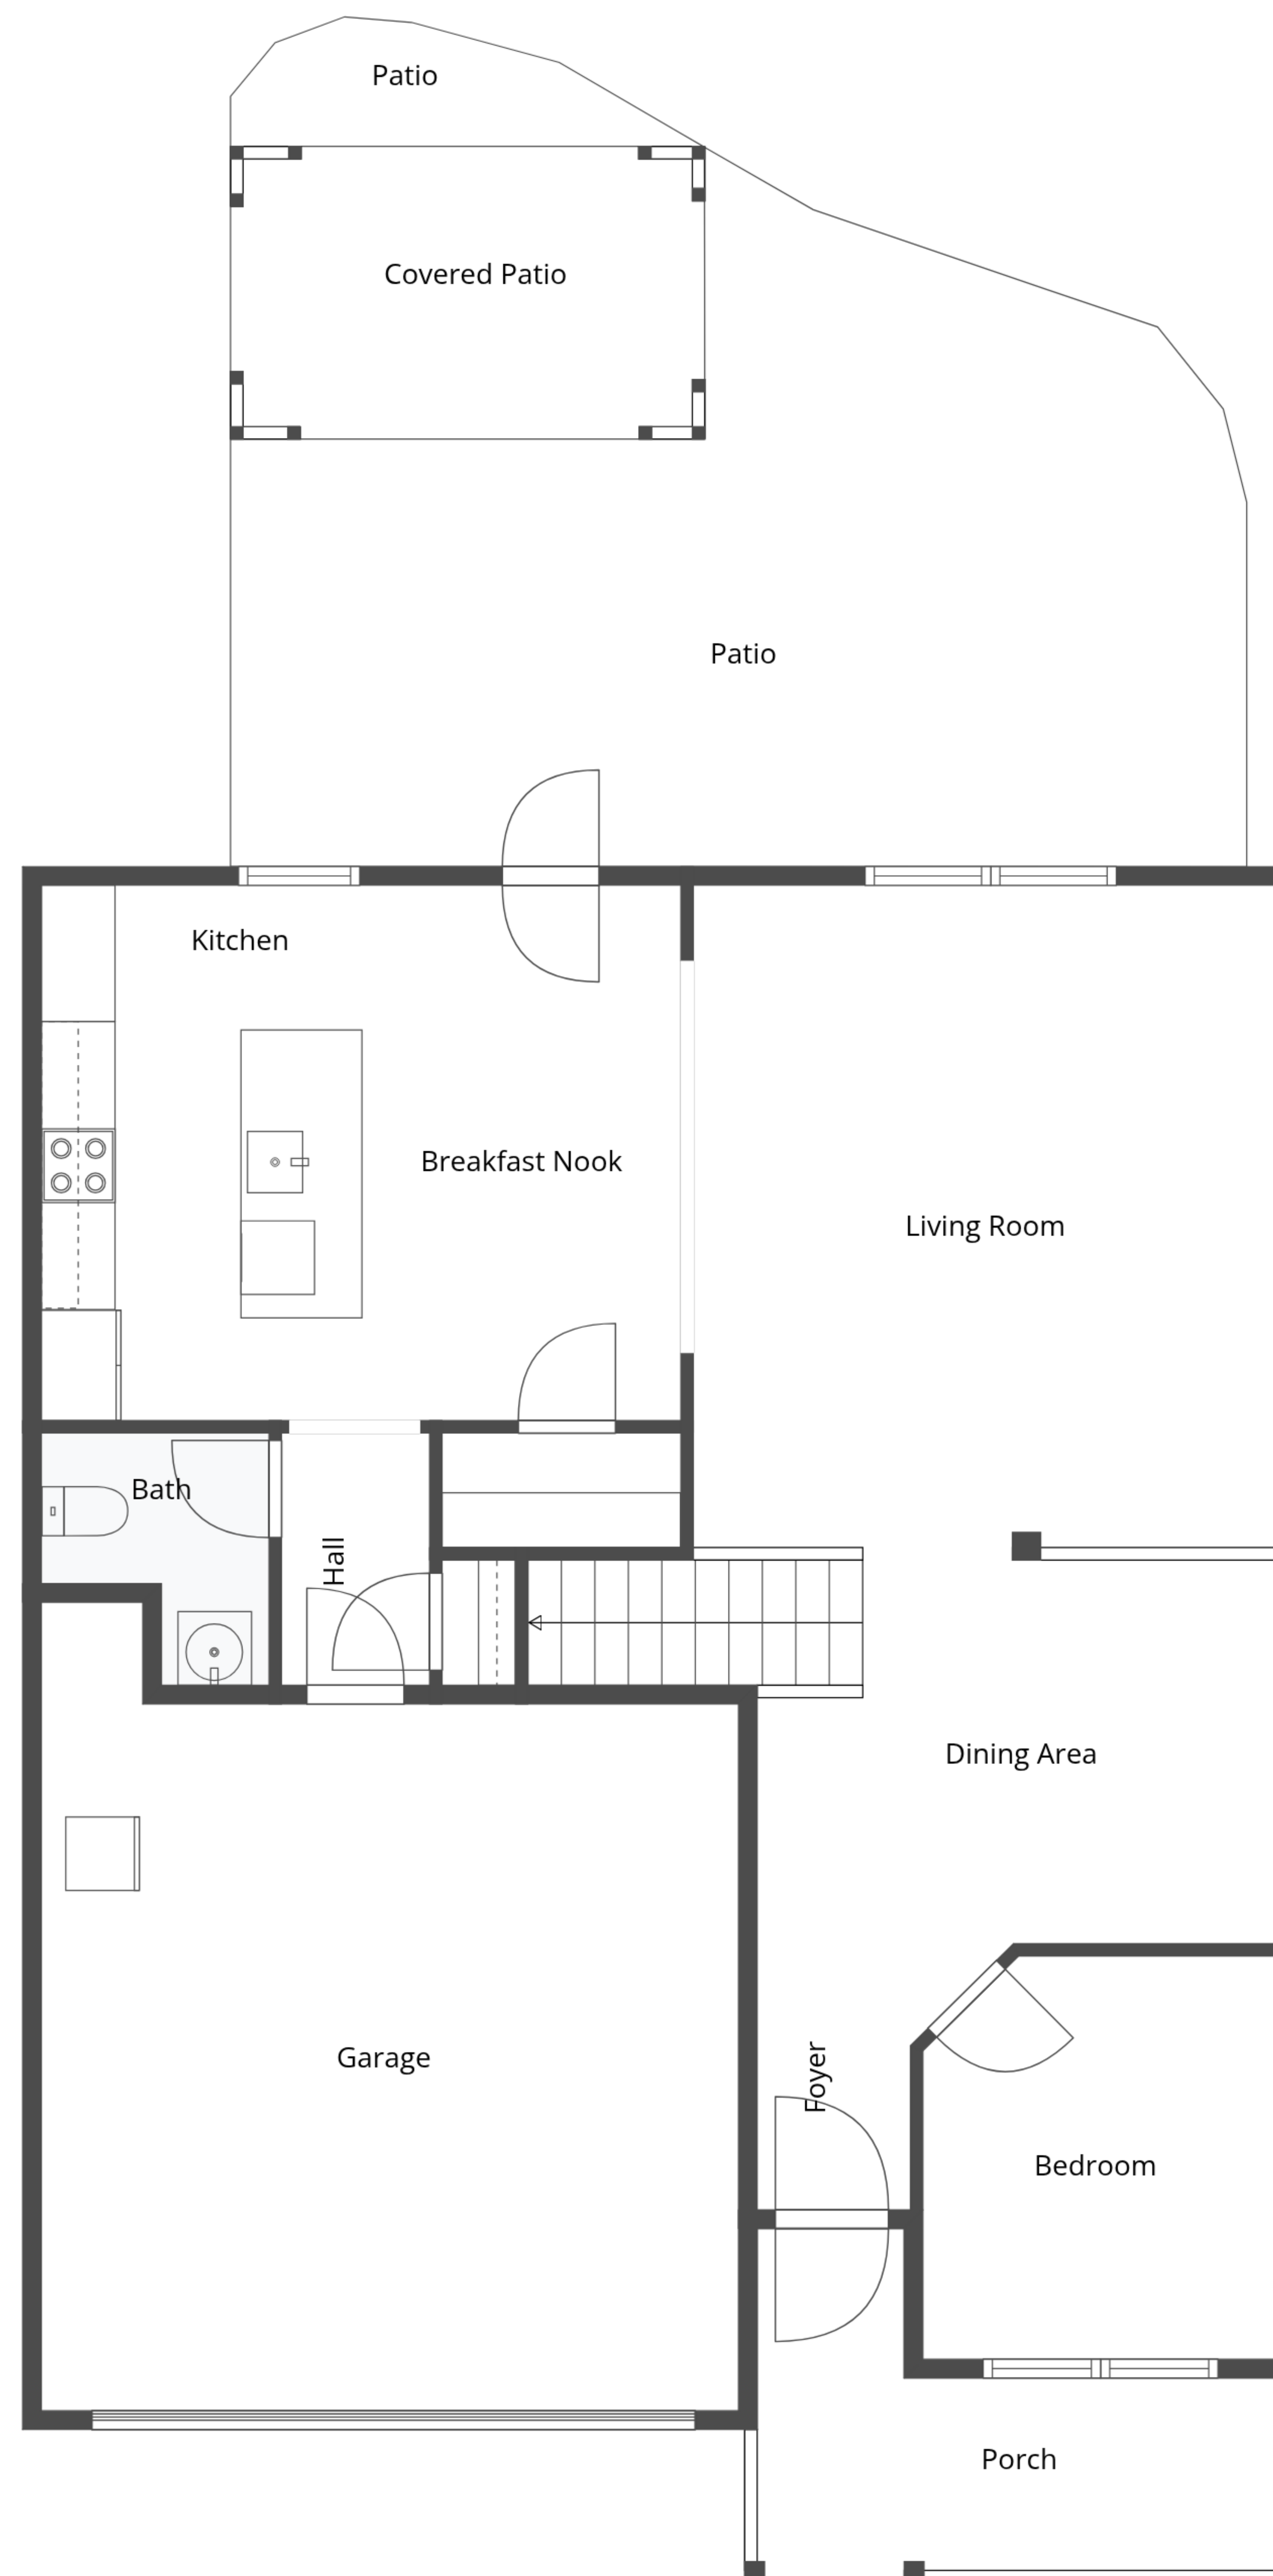 Patio
Covered Patio
Patio
Kitchen
Breakfast Nook
Living Room
Bath
Hall
Dining Area
Garage
Foyer
Bedroom
Porch